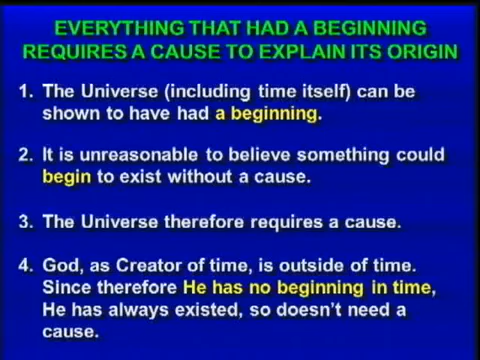 EVERYTHING THAT HAD A BEGINNING
REQUIRES A CAUSE TO EXPLAIN ITS ORIGIN
1. The Universe (including time itself) can be
shown to have had a beginning.
2. It is unreasonable to believe something could
begin to exist without a cause.
3. The Universe therefore requires a cause.
4. God, as Creator of time, is outside of time.
Since therefore He has no beginning in time,
He has always existed, so doesn't need a
cause.